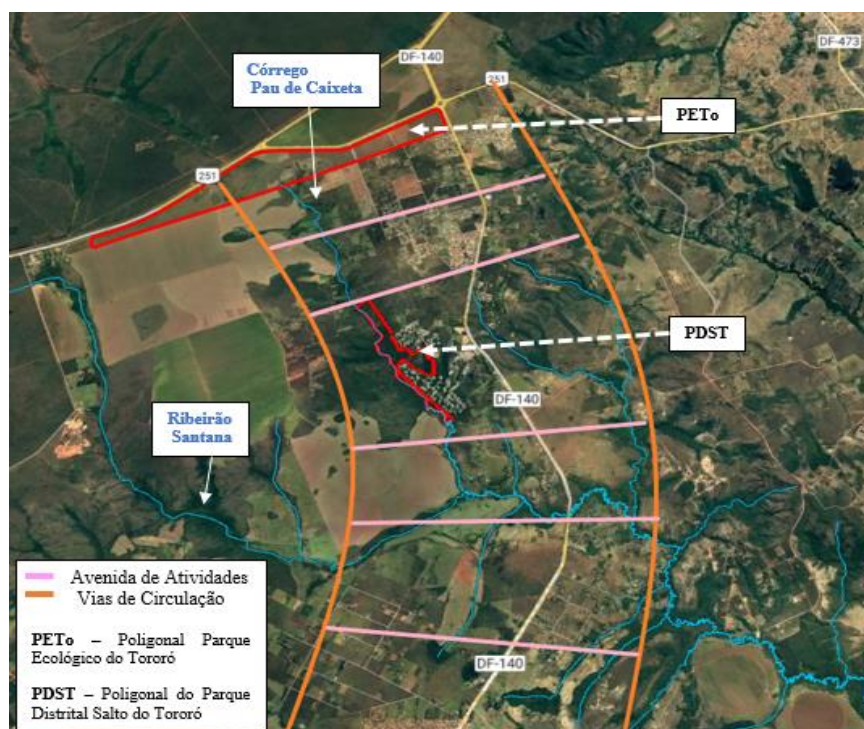 DF-140
DF-473
Córrego
Pau de Caixeta
251
PETo
251
PDST
DF-140
Ribeirão
Santana
Avenida de Atividades
Vias de Circulação
PETo – Poligonal Parque
Ecológico do Tororó
DF-140
PDST – Poligonal do Parque
Distrital Salto do Tororó